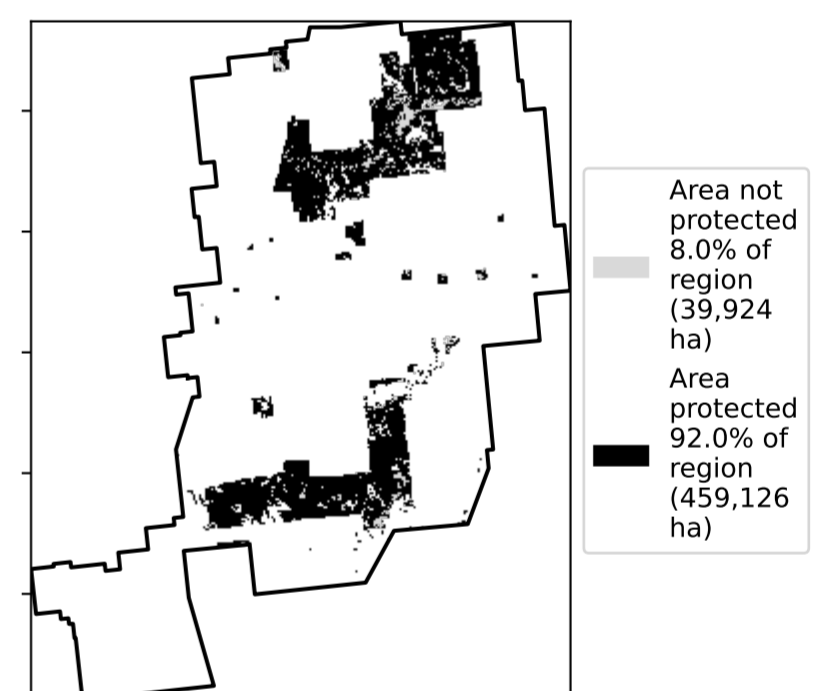 Area not
protected
8.0% of
region
(39,924
ha)
Area
protected
92.0% of
region
(459,126
ha)